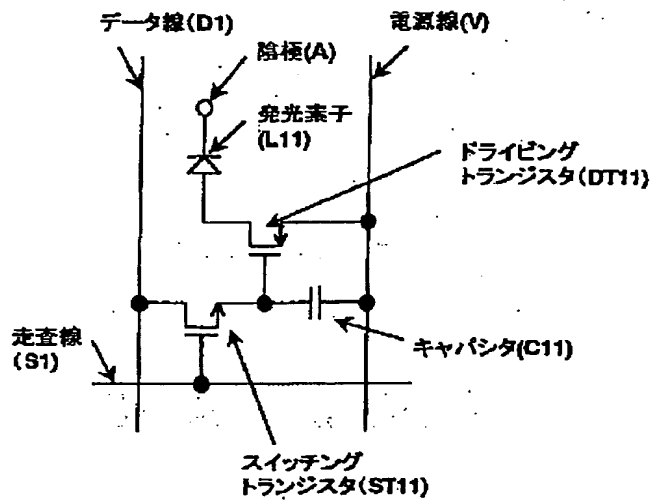 データ線(D1)
電源線(V)
陰極(A)
発光素子
(L11)
ドライビング
トランジスタ(DT11)
走査線
(S1)
キャパシタ(C11)
スイッチング
トランジスタ(ST11)